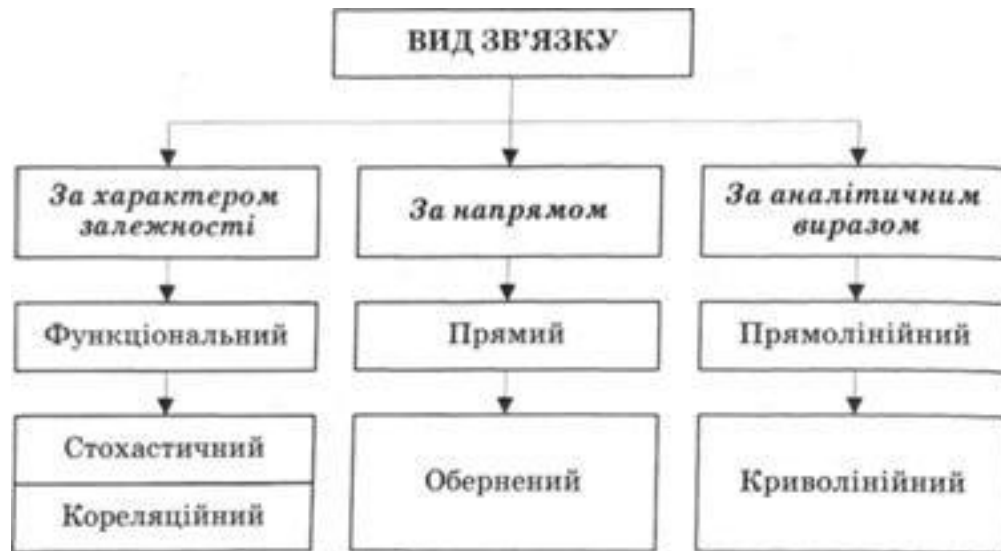 ВИД ЗВ'ЯЗКУ
За характером
залежності
За напрямом
За аналітичним
виразом
Функціональний
Прямий
Прямолінійний
Стохастичний
Кореляційний
Обернений
Криволінійний